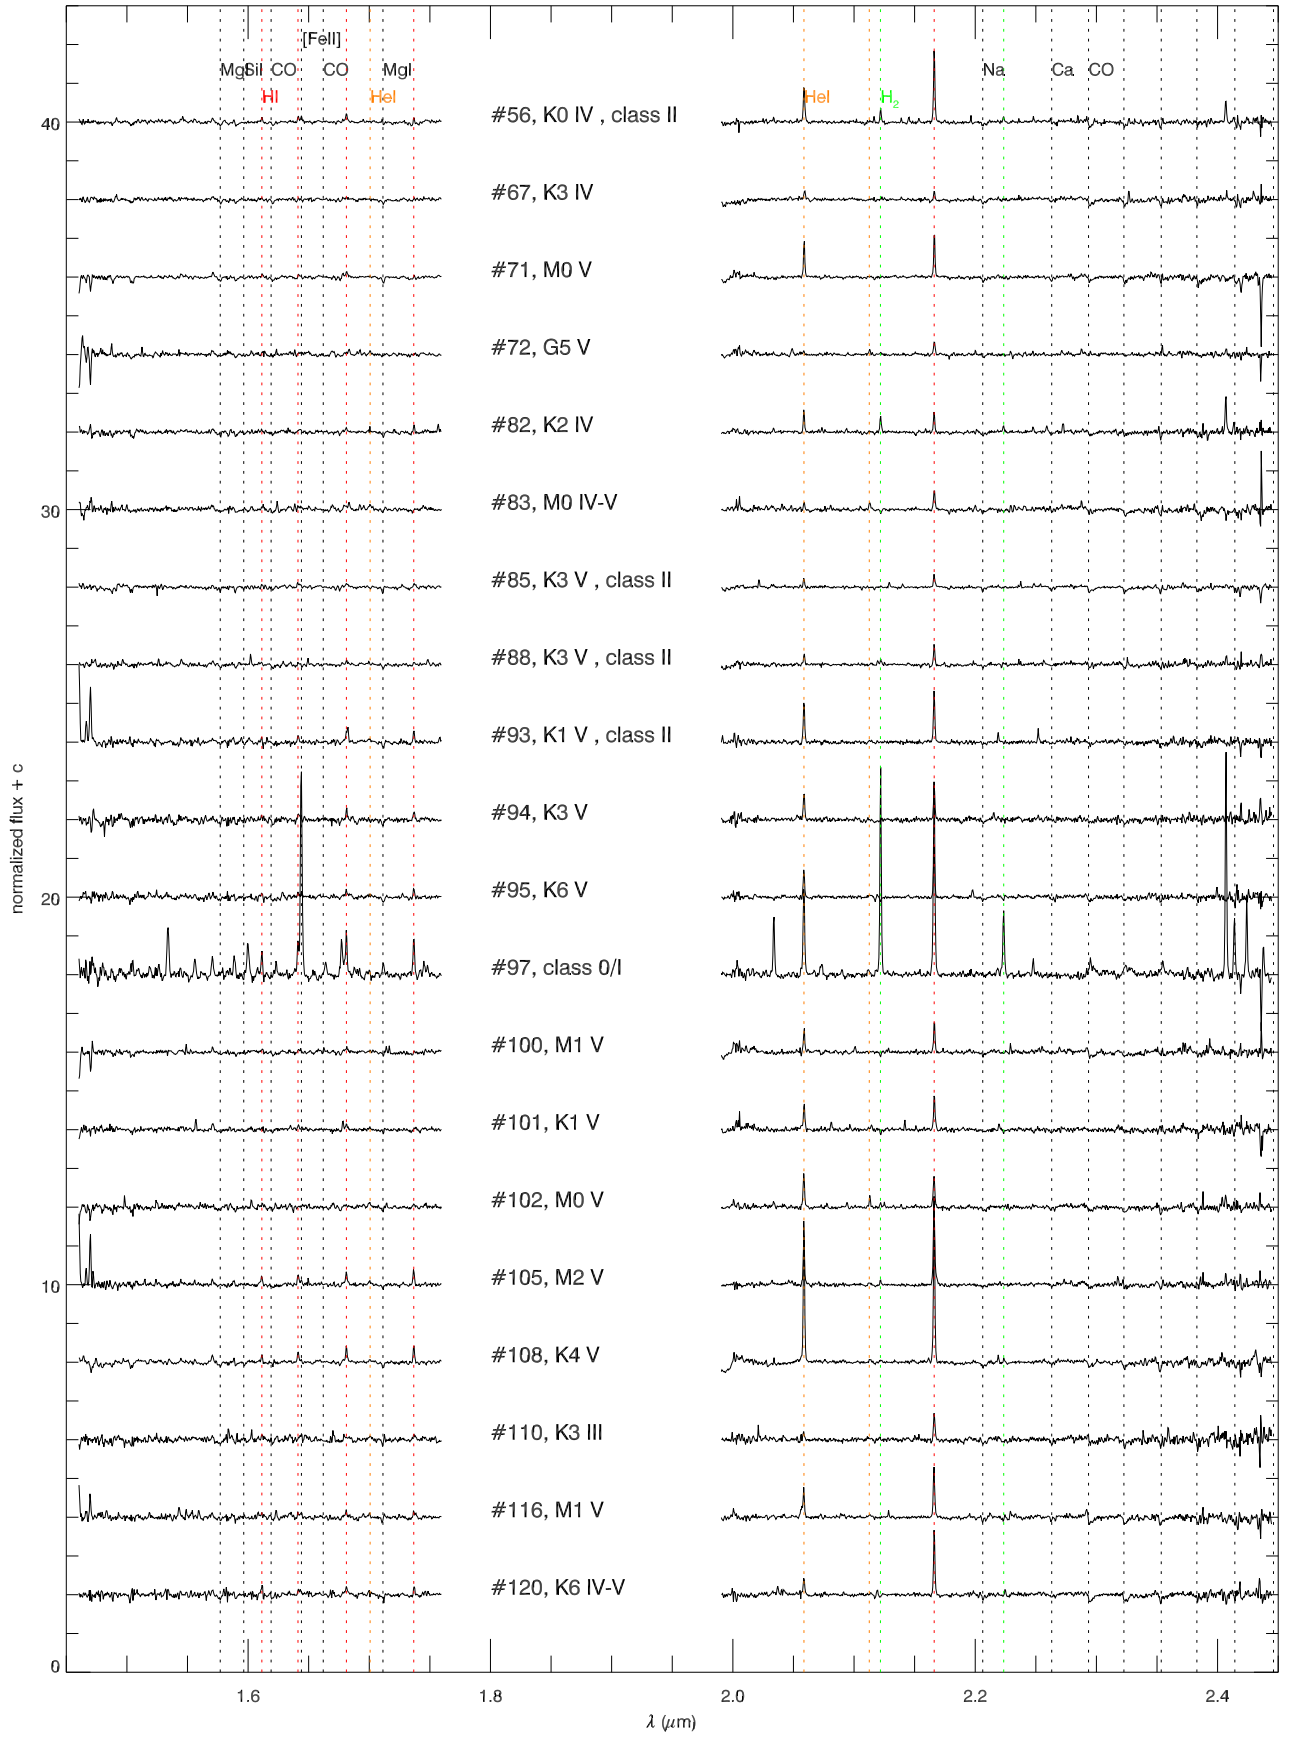 [FeII]
MgI SiI CO CO MgI Na Ca CO
HI HeI HeI H2
40 #56, K0 IV , class II
#67, K3 IV
#71, M0 V
#72, G5 V
#82, K2 IV
30 #83, M0 IV-V
#85, K3 V , class II
#88, K3 V , class II
#93, K1 V , class II
#94, K3 V
20 #95, K6 V
#97, class 0/I
#100, M1 V
#101, K1 V
#102, M0 V
10 #105, M2 V
#108, K4 V
#110, K3 III
#116, M1 V
#120, K6 IV-V
0
normalized flux + c
1.6 1.8 2.0 2.2 2.4
λ (μm)